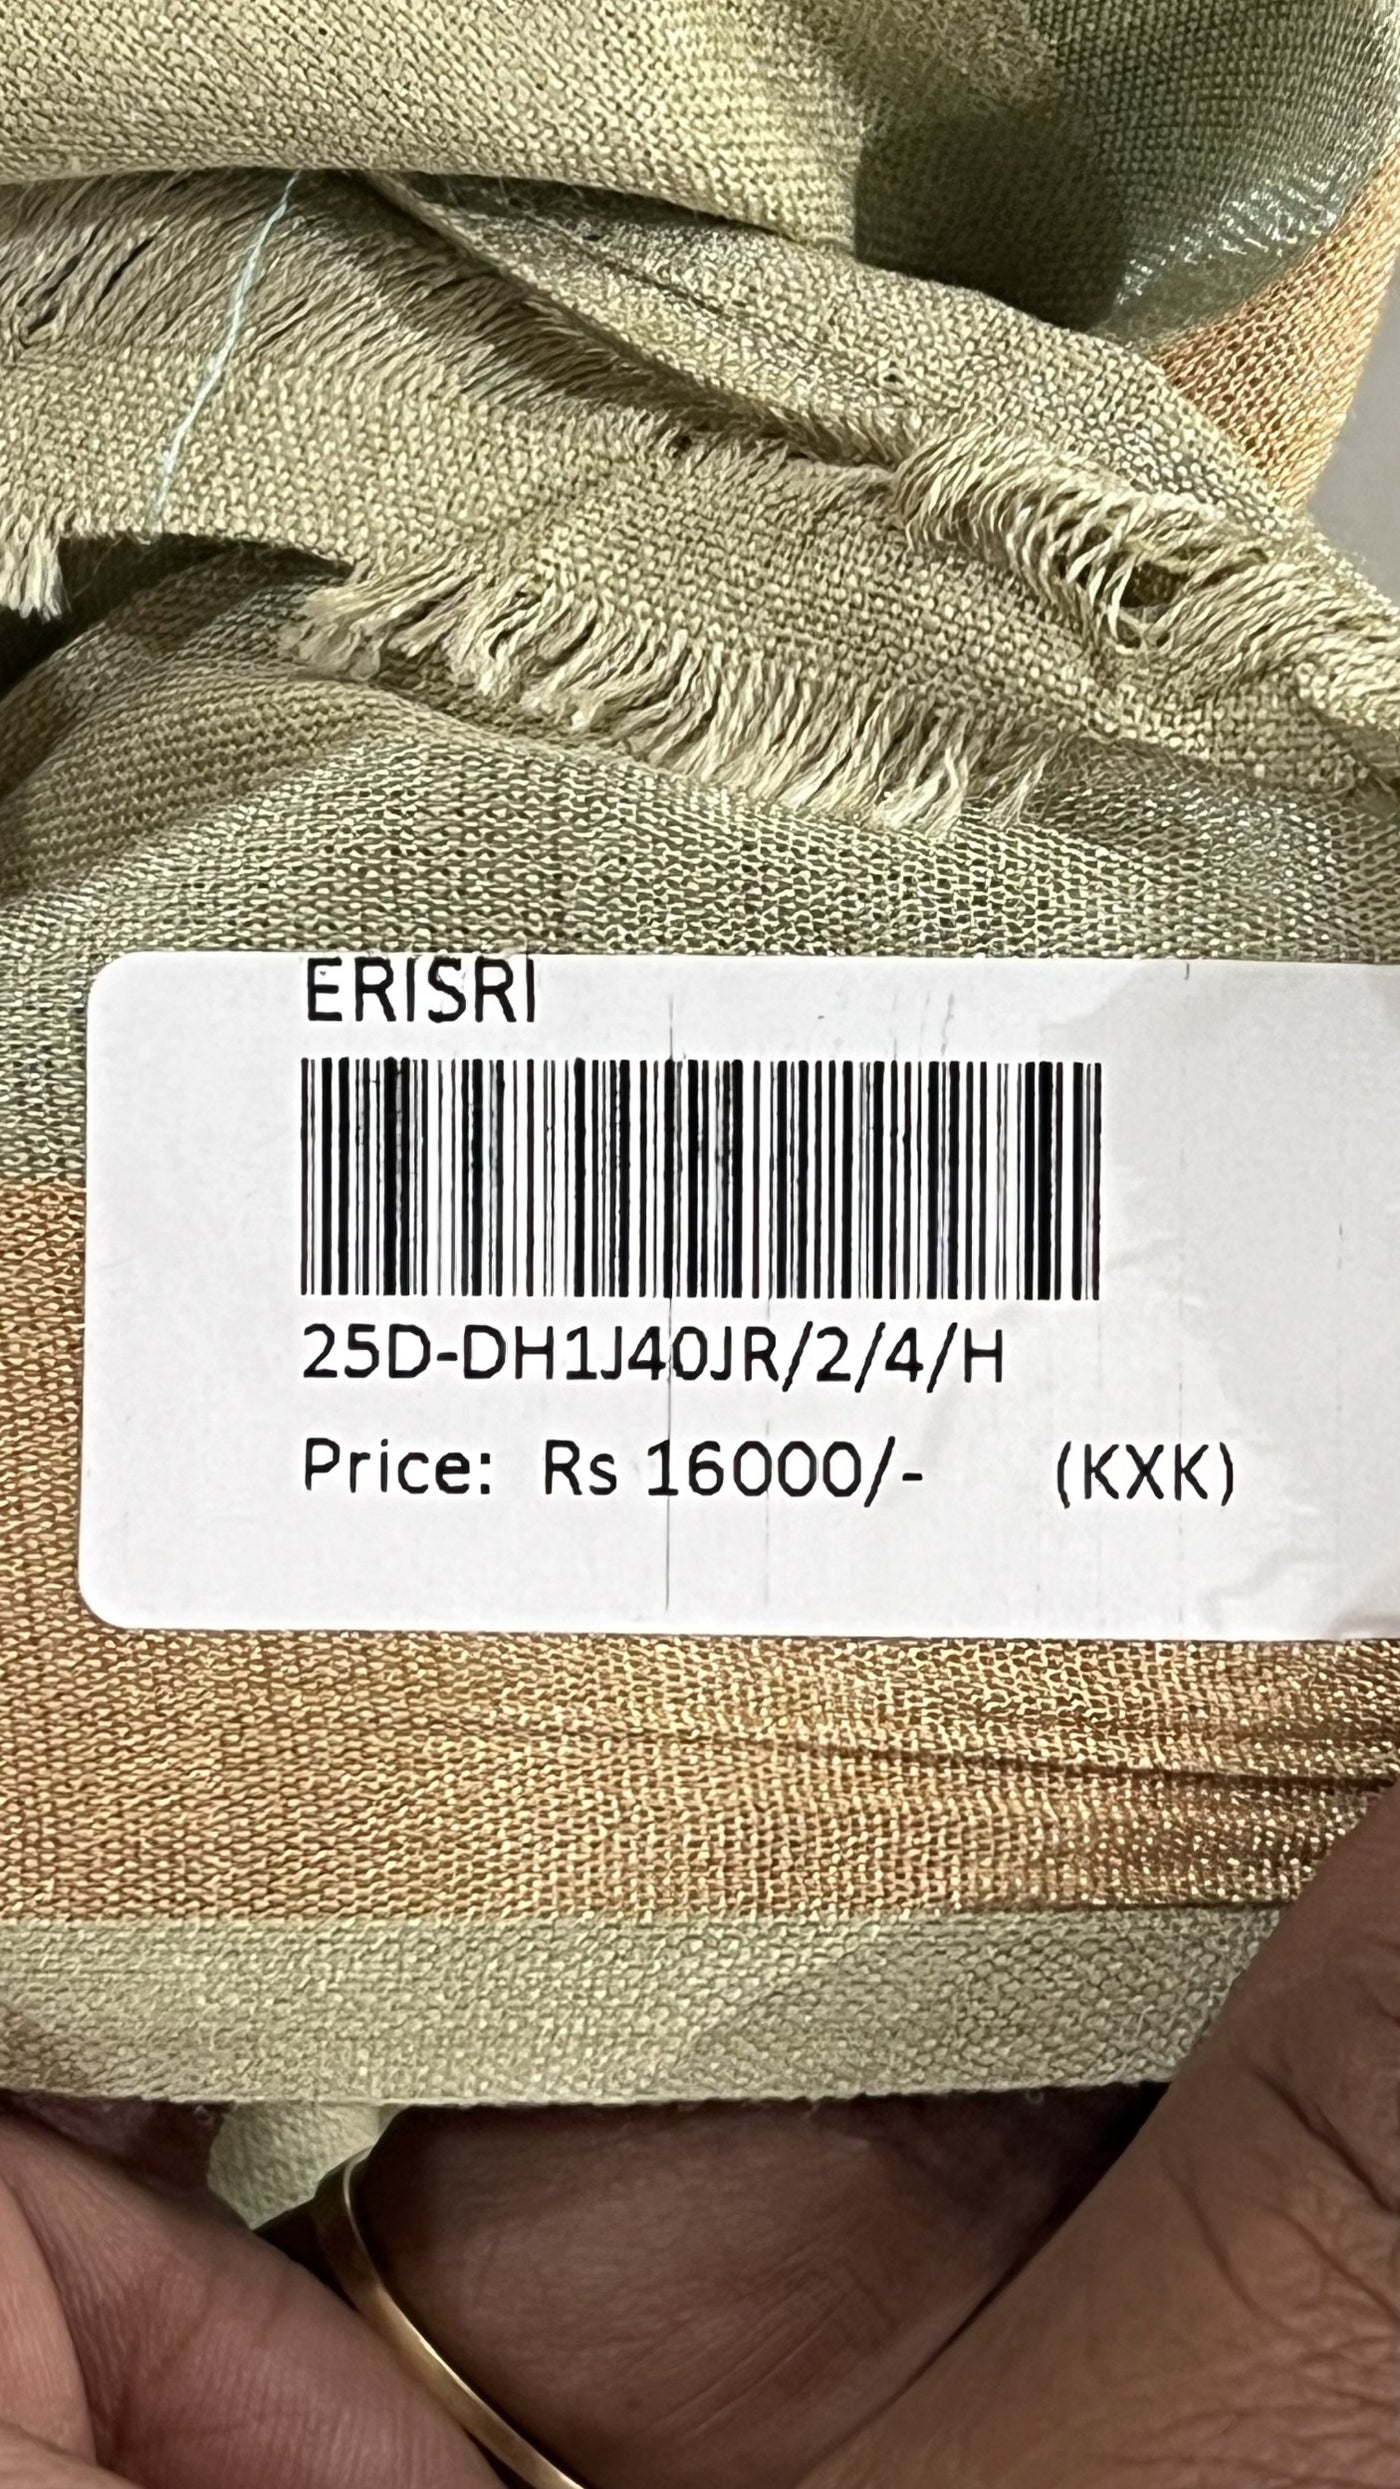 ERISRI
25D-DH1J40JR/2/4/H
Price: Rs 16000/- (KXK)